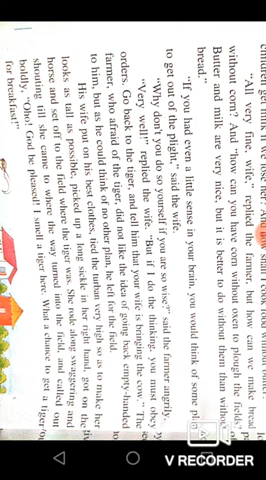 children get milk if we lose her? And how shall I cook food without butter?
"All very fine, wife," replied the farmer, but how can we make bread
without corn? And "how can you have corn without oxen to plough the fields?
Butter and milk are very nice, but it is better to do without them than without
bread."
"If you had even a little sense in your brain, you would think of some plan
to get out of the plight," said the wife.
"Why don't you do so yourself if you are so wise?" said the farmer angrily.
"Very well!" replied the wife. "But if I do the thinking, you must obey
orders. Go back to the tiger, and tell him that your wife is bringing the cow." The
farmer, who afraid of the tiger, did not like the idea of going back empty-handed
to him, but as he could think of no other plan, he left for the field.
His wife put on his best clothes, tied the turban very high so as to make her
looks as tall as possible, picked up a long sickle in the right hand, got on the
horse and set off to the field where the tiger was. She rode along swaggering and
shouting till she came to where the way turned into the field, and called out
boldly, "Oho! God be pleased! I smell a tiger here. What a chance to get a tiger
for breakfast!"
V RECORDER